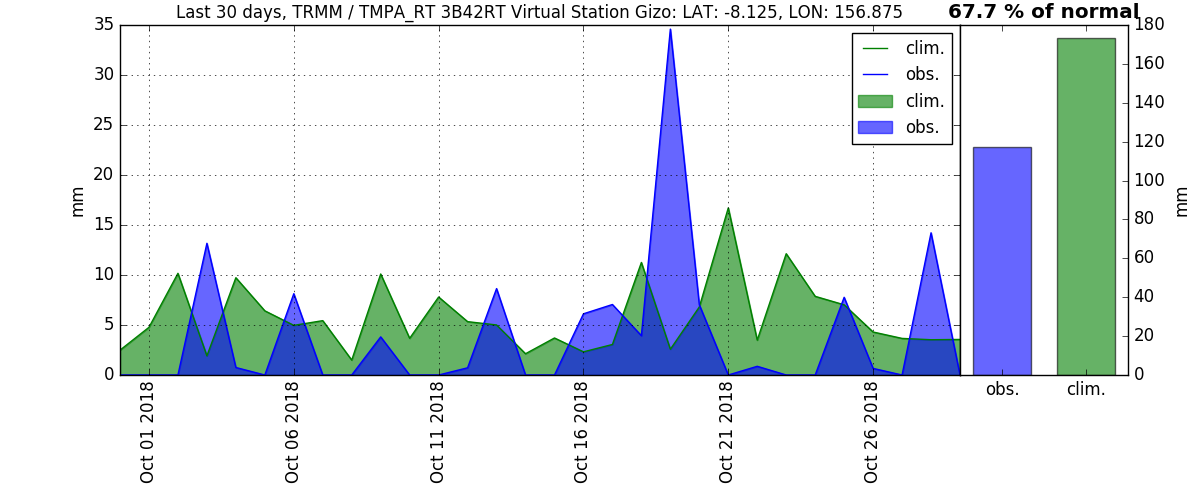 Last 30 days, TRMM / TMPA_RT 3B42RT Virtual Station Gizo: LAT: -8.125, LON: 156.875
67.7 % of normal
35
30
25
20
15
10
5
0
mm
clim.
obs.
clim.
obs.
Oct 01 2018
Oct 06 2018
Oct 11 2018
Oct 16 2018
Oct 21 2018
Oct 26 2018
180
160
140
120
100
80
60
40
20
0
mm
obs.
clim.